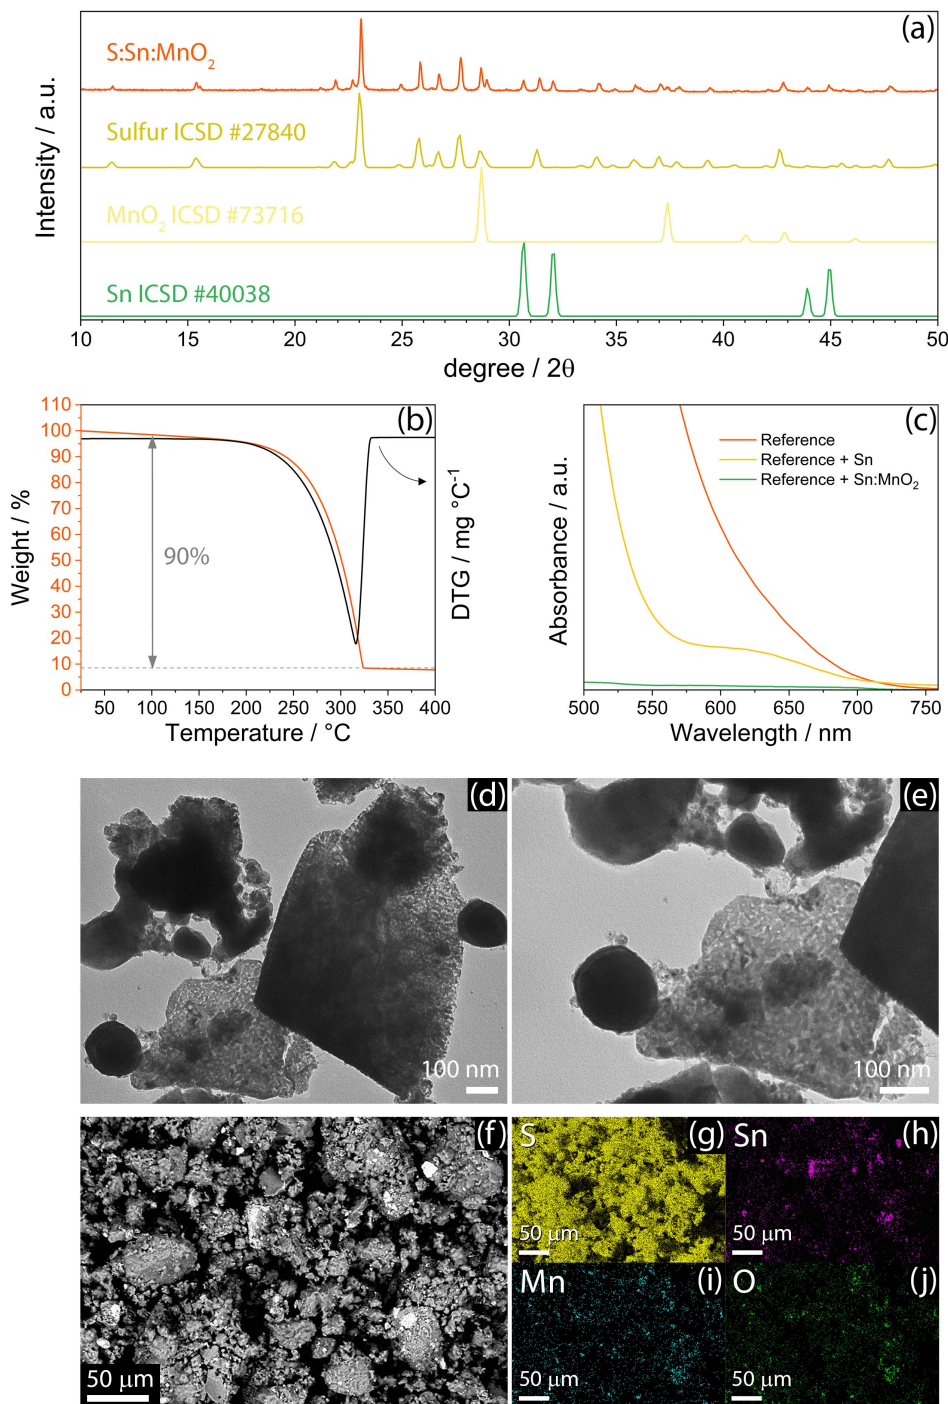 (a)
S:Sn:MnO₂
Sulfur ICSD #27840
MnO₂ ICSD #73716
Sn ICSD #40038
Intensity / a.u.
10 15 20 25 30 35 40 45 50
degree / 2θ
(b)
110
100
90
80
70
60
50
40
30
20
10
0
90%
Weight / %
DTG / mg °C⁻¹
50 100 150 200 250 300 350 400
Temperature / °C
(c)
Reference
Reference + Sn
Reference + Sn:MnO₂
Absorbance / a.u.
500 550 600 650 700 750
Wavelength / nm
(d)
100 nm
(e)
100 nm
(f)
50 µm
S (g)
50 µm
Sn (h)
50 µm
Mn (i)
50 µm
O (j)
50 µm